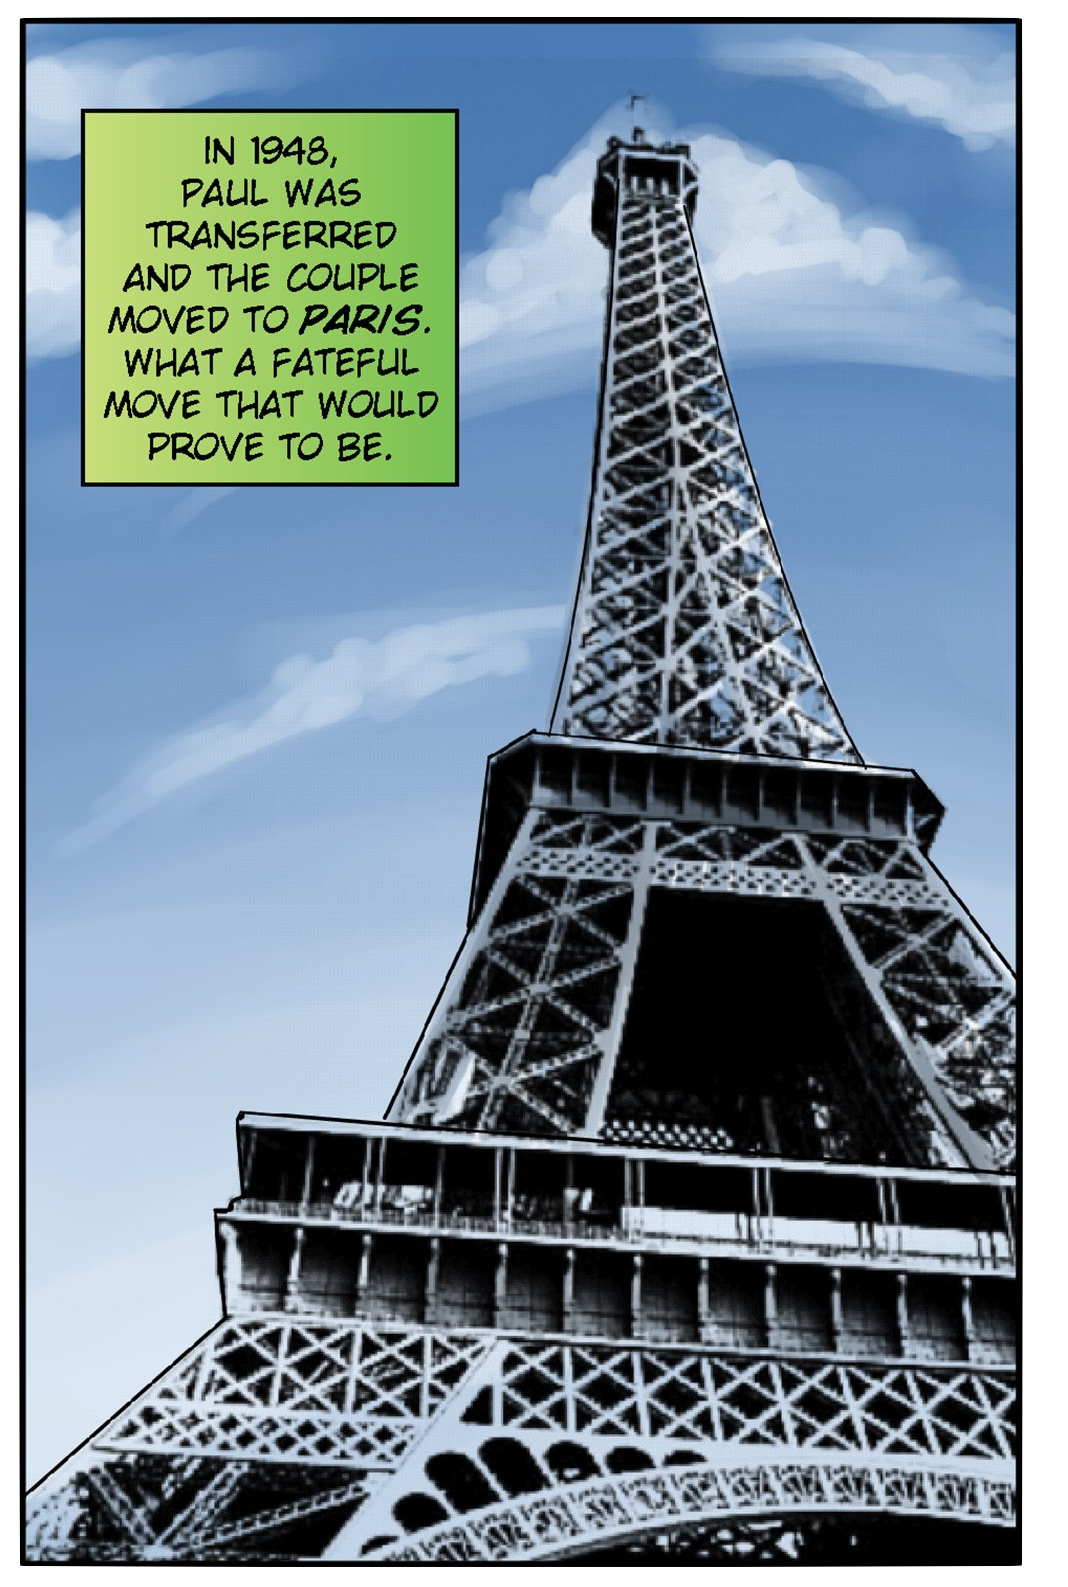 IN 1948,
PAUL WAS
TRANSFERRED
AND THE COUPLE
MOVED TO PARIS.
WHAT A FATEFUL
MOVE THAT WOULD
PROVE TO BE.